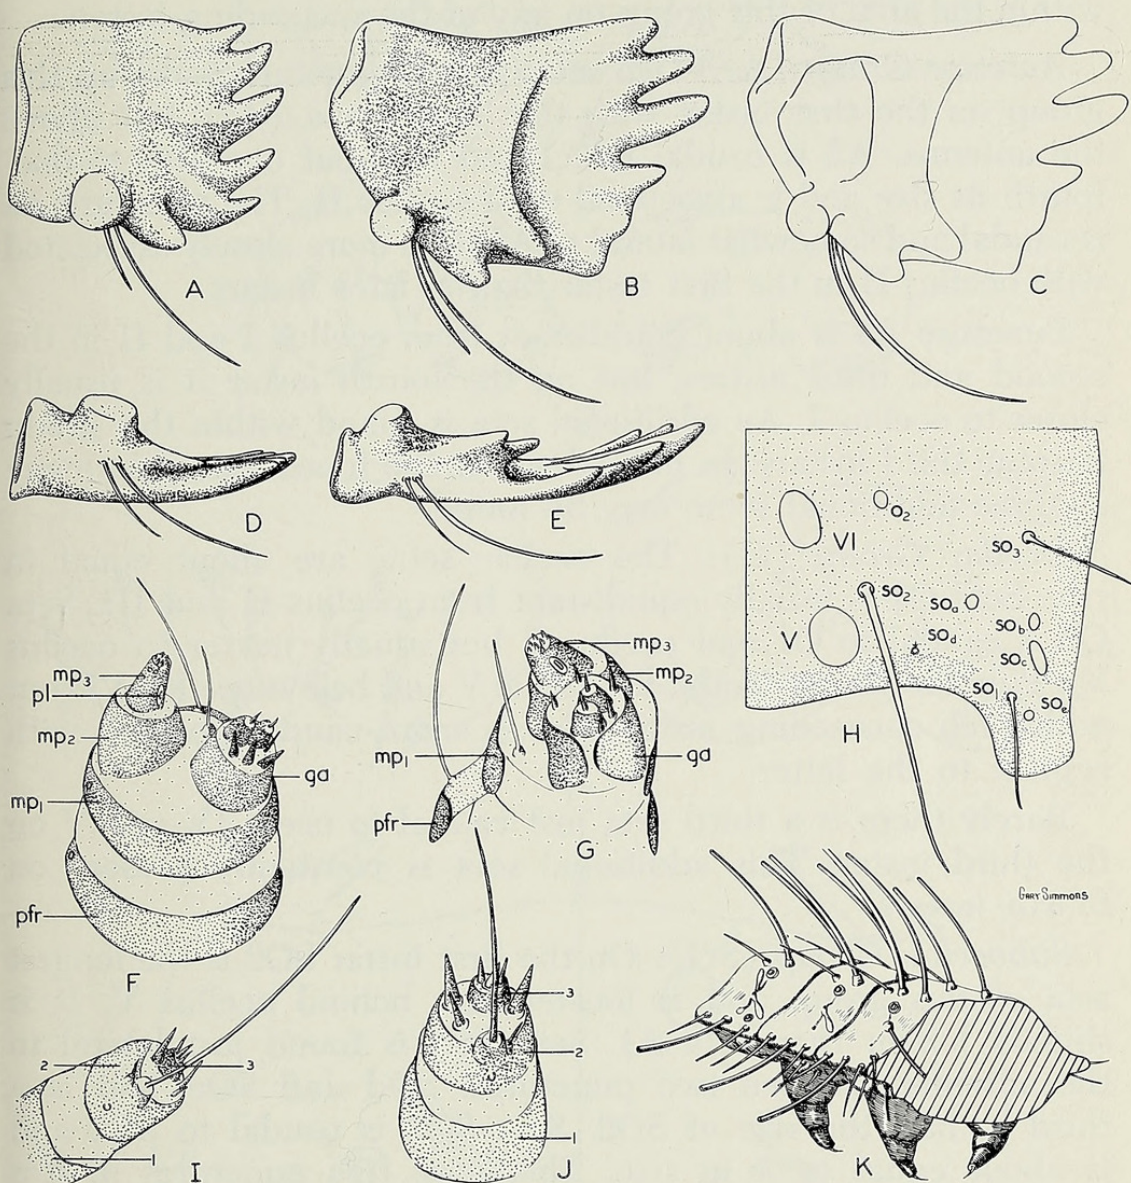 A
B
C
D
E
VI
O2
SO3
SO2
SOa
SOb
V
SOd
SOc
SO1
SOe
H
mp3
pl
mp2
mp1
ga
pfr
F
mp3
mp2
mp1
ga
pfr
G
GARY SIMMONS
2
3
1
I
3
2
1
J
K